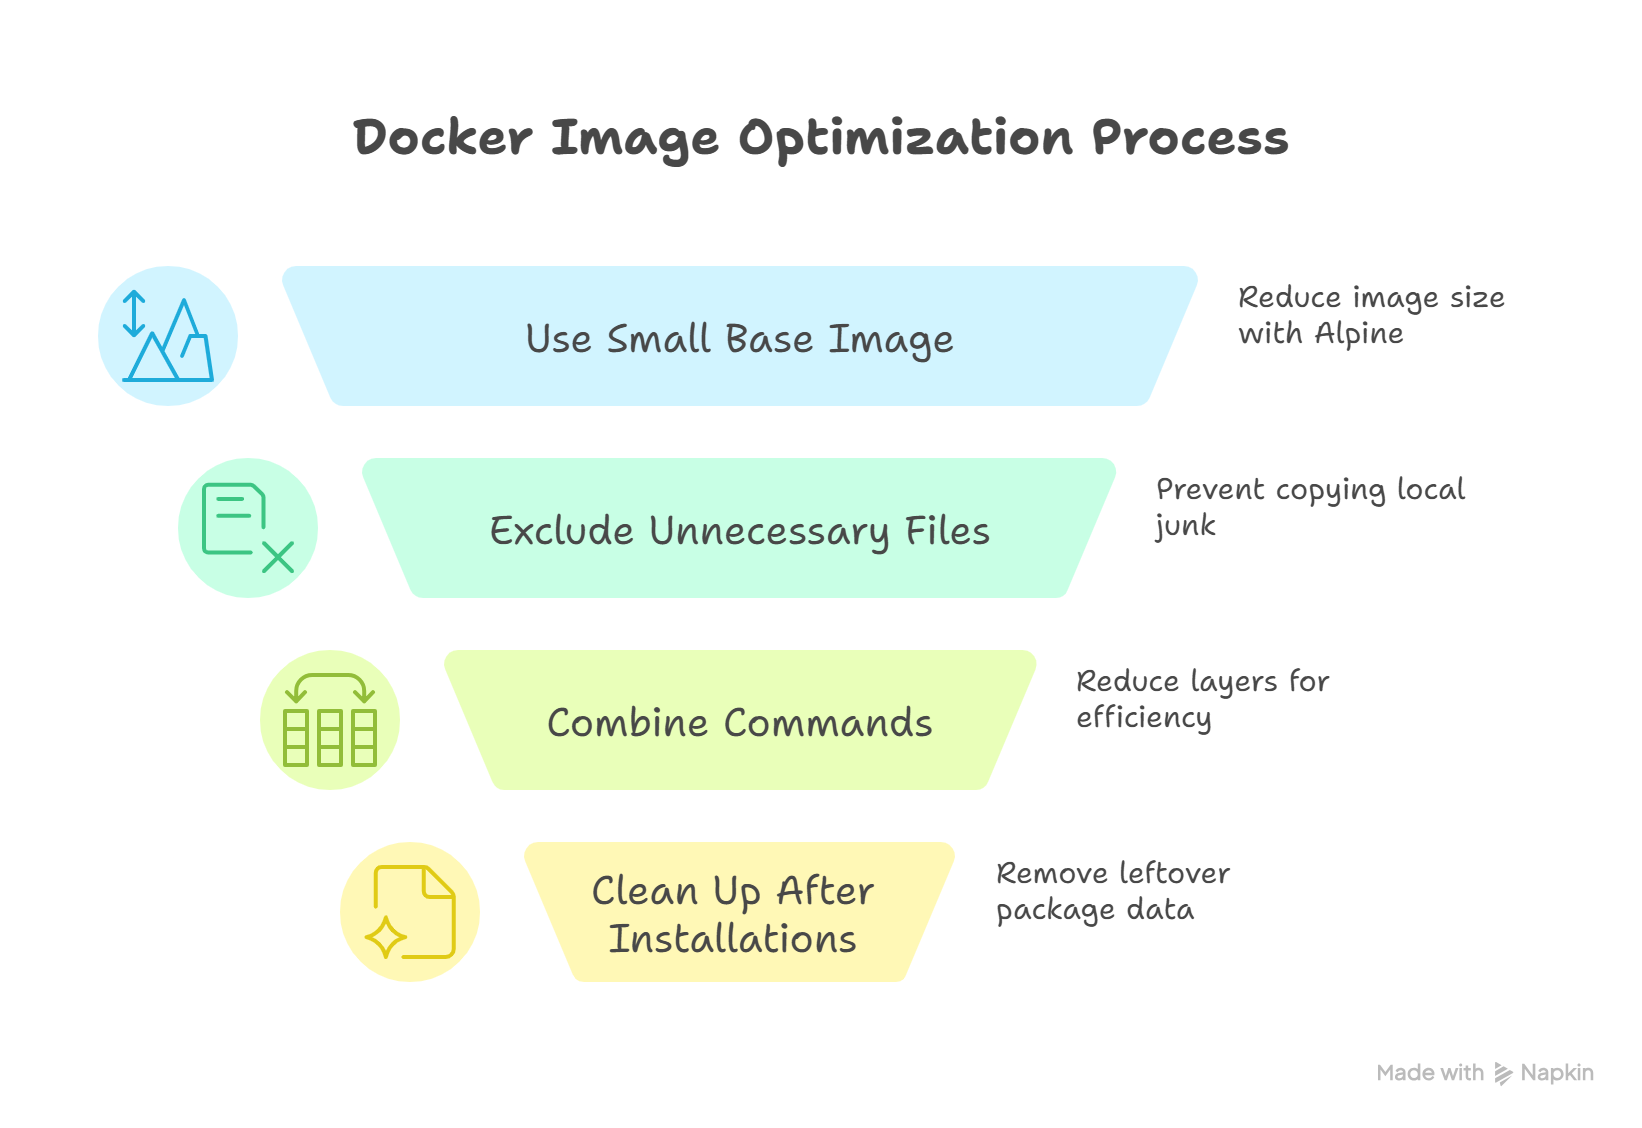 Docker Image Optimization Process
Use Small Base Image
Reduce image size
with Alpine
Exclude Unnecessary Files
Prevent copying local
junk
Combine Commands
Reduce layers for
efficiency
Clean Up After
Installations
Remove leftover
package data
Made with Napkin